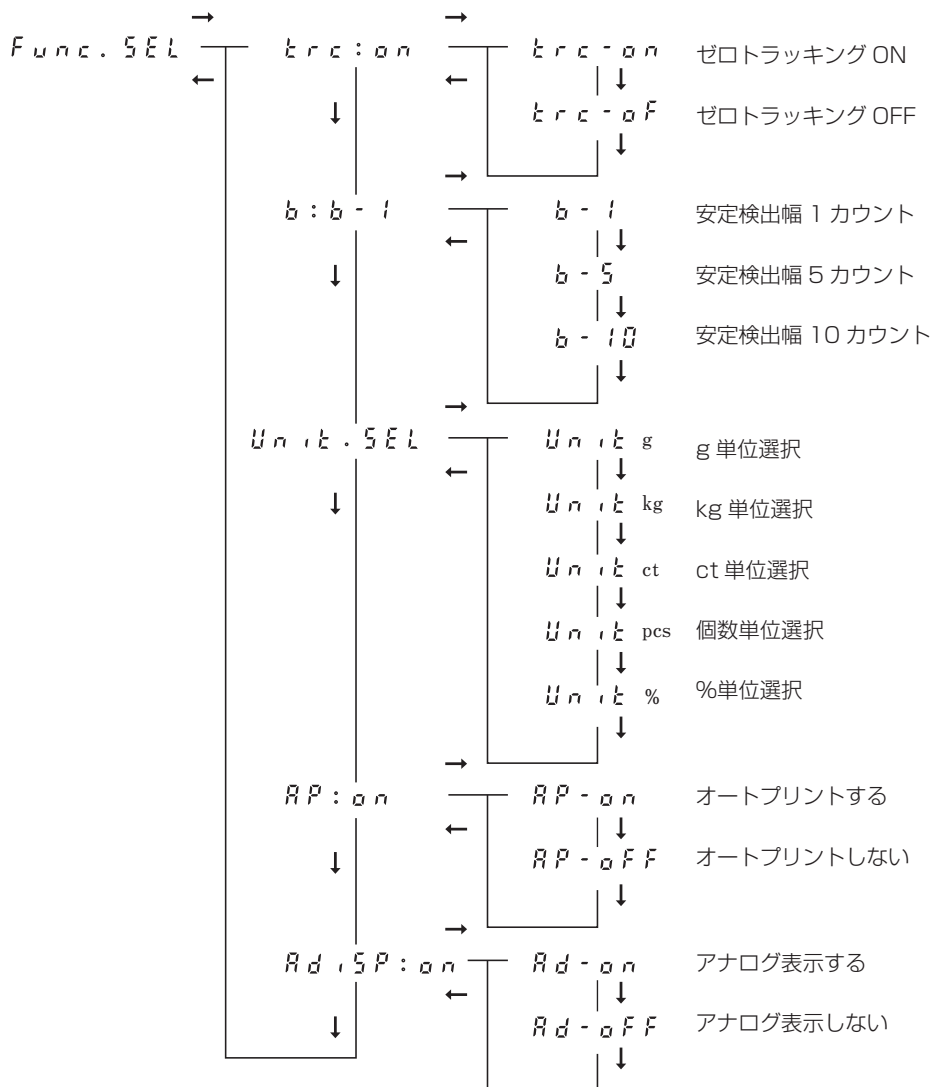 Func.SEL trc:on trc-on ゼロトラッキング ON
trc-oF ゼロトラッキング OFF
b:b-1 b-1 安定検出幅 1 カウント
b-5 安定検出幅 5 カウント
b-10 安定検出幅 10 カウント
Unit.SEL Unit g g 単位選択
Unit kg kg 単位選択
Unit ct ct 単位選択
Unit pcs 個数単位選択
Unit % %単位選択
AP:on AP-on オートプリントする
AP-oFF オートプリントしない
AdiSP:on Ad-on アナログ表示する
Ad-oFF アナログ表示しない